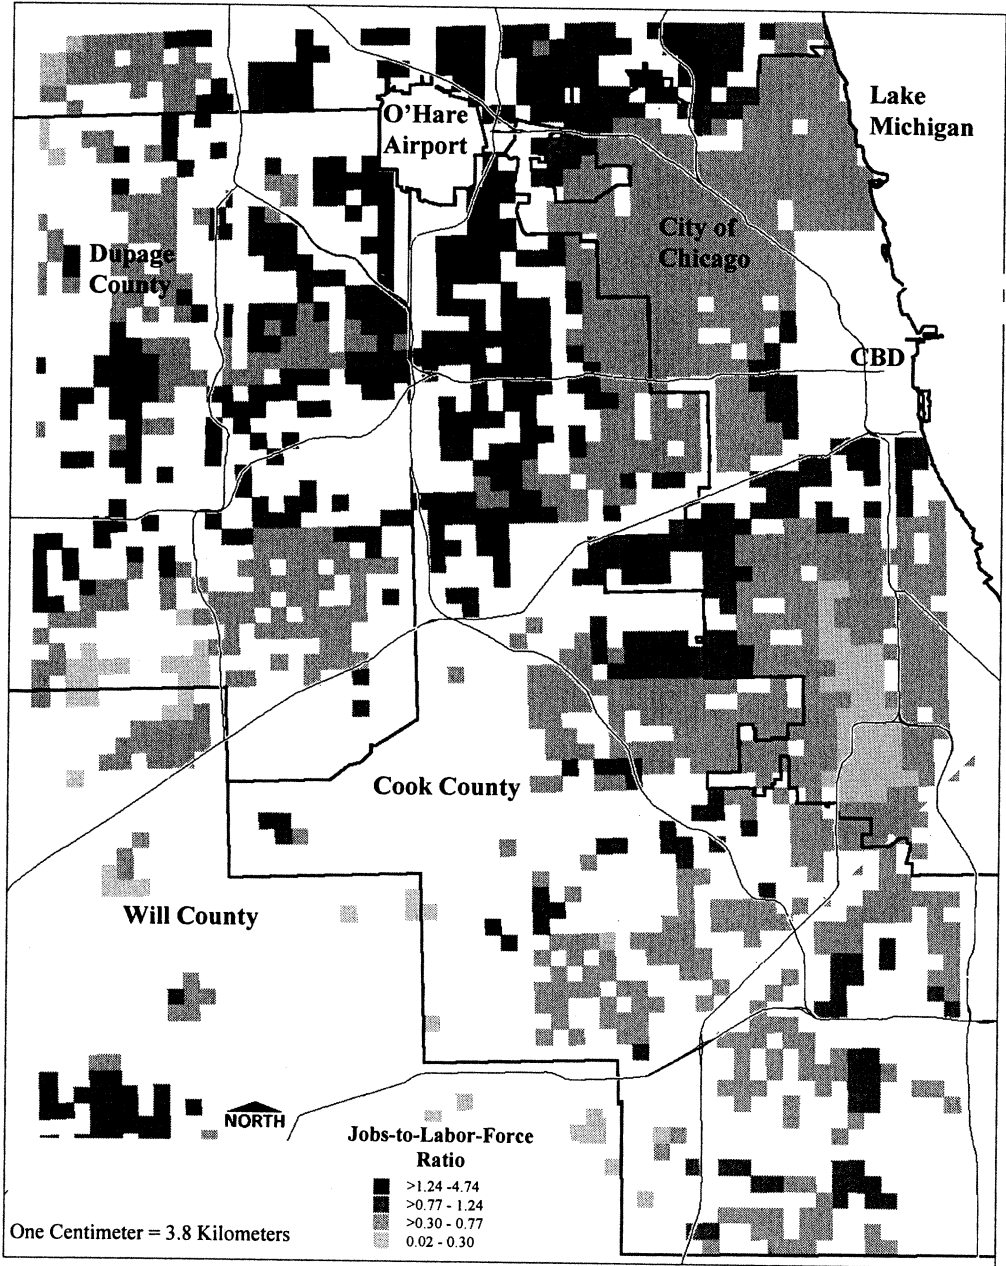 Lake
Michigan
O'Hare
Airport
City of
Chicago
Dupage
County
CBD
Cook County
Will County
NORTH
Jobs-to-Labor-Force
Ratio
>1.24 -4.74
>0.77 - 1.24
>0.30 - 0.77
0.02 - 0.30
One Centimeter = 3.8 Kilometers